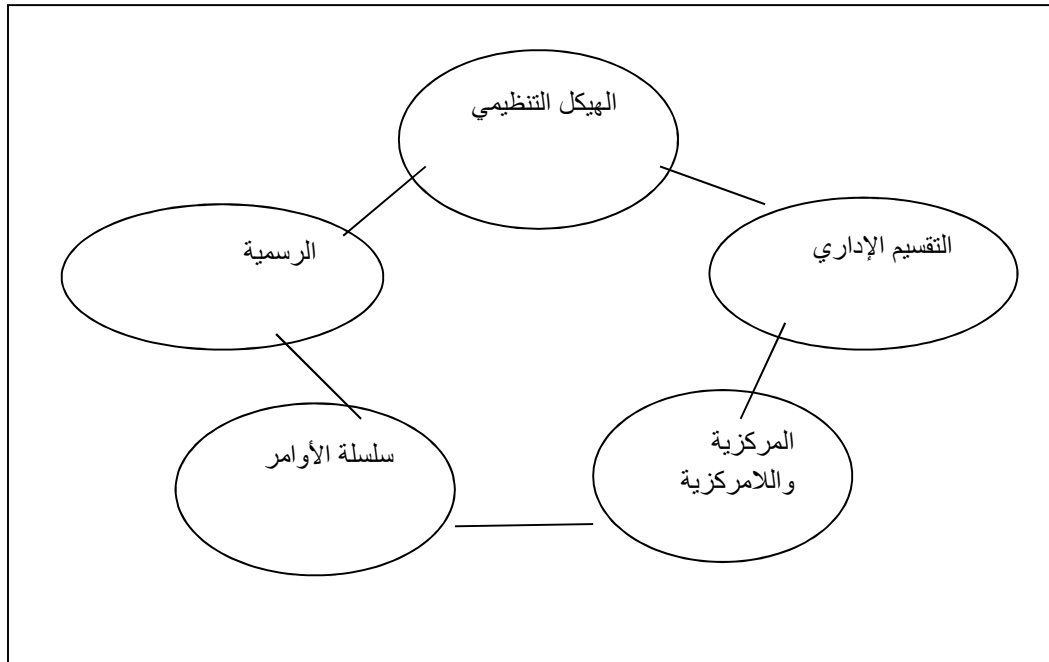 الهيكل التنظيمي
التقسيم الإداري
الرسمية
المركزية
واللامركزية
سلسلة الأوامر